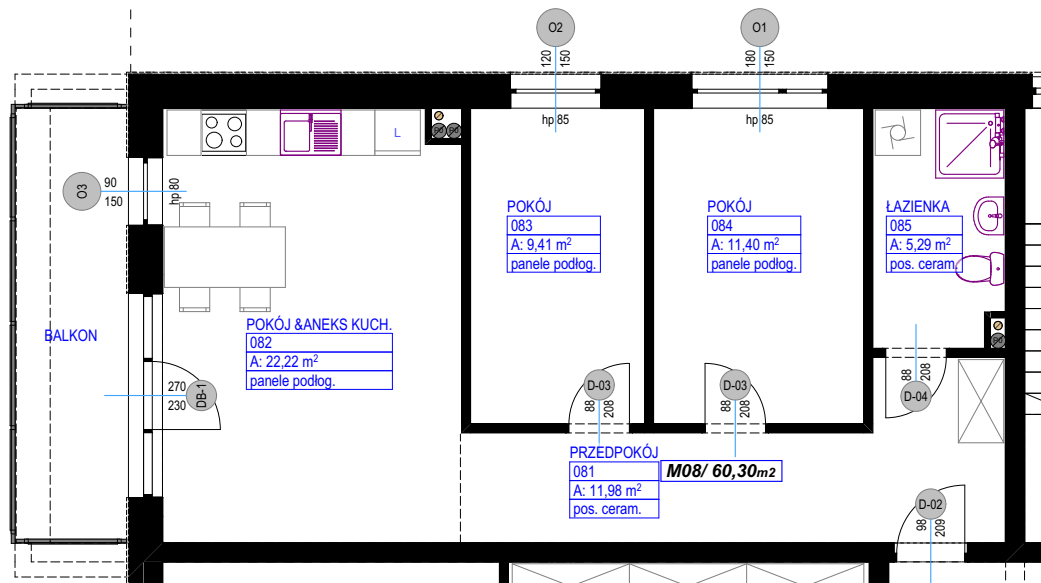 O2
O1
120
150
180
150
hp 85
hp 85
L
O3
90
150
hp 80
POKÓJ
083
A: 9,41 m²
panele podłog.
POKÓJ
084
A: 11,40 m²
panele podłog.
ŁAZIENKA
085
A: 5,29 m²
pos. ceram.
BALKON
POKÓJ &ANEKS KUCH.
082
A: 22,22 m²
panele podłog.
270
230
DB-1
D-03
88
208
D-03
88
208
88
208
D-04
PRZEDPOKÓJ
081
A: 11,98 m²
pos. ceram.
M08/ 60,30m2
D-02
98
209